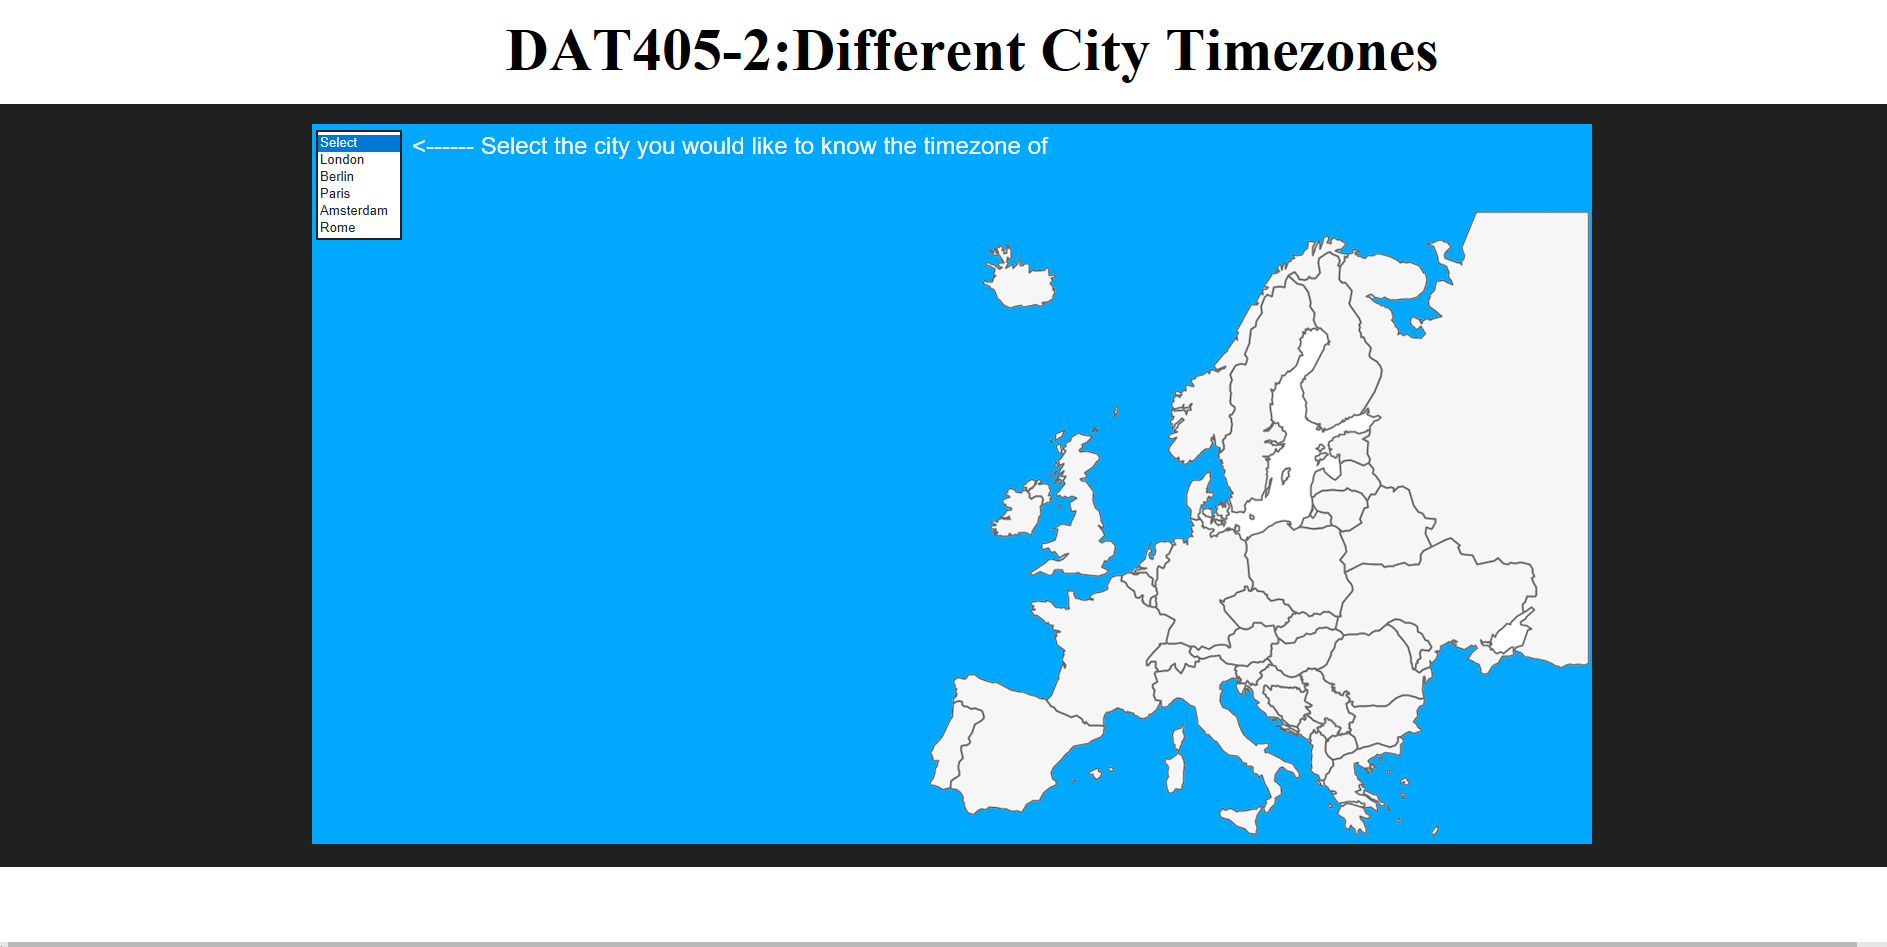 DAT405-2:Different City Timezones
Select
<------ Select the city you would like to know the timezone of
London
Berlin
Paris
Amsterdam
Rome